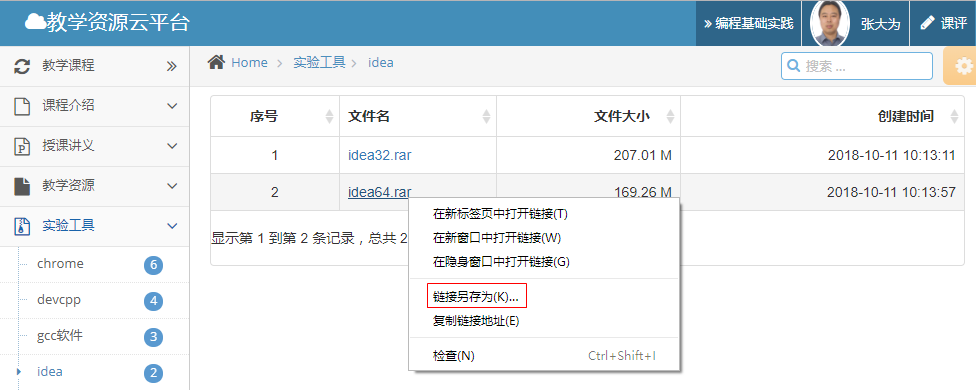 教学资源云平台
编程基础实践
张大为
课评
教学课程
Home
实验工具
idea
搜索 ...
课程介绍
授课讲义
教学资源
实验工具
chrome 6
devcpp 4
gcc软件 3
idea 2
序号 文件名 文件大小 创建时间
1 idea32.rar 207.01 M 2018-10-11 10:13:11
2 idea64.rar 169.26 M 2018-10-11 10:13:57
显示第 1 到第 2 条记录，总共 2
在新标签页中打开链接(T)
在新窗口中打开链接(W)
在隐身窗口中打开链接(G)
链接另存为(K)...
复制链接地址(E)
检查(N) Ctrl+Shift+I